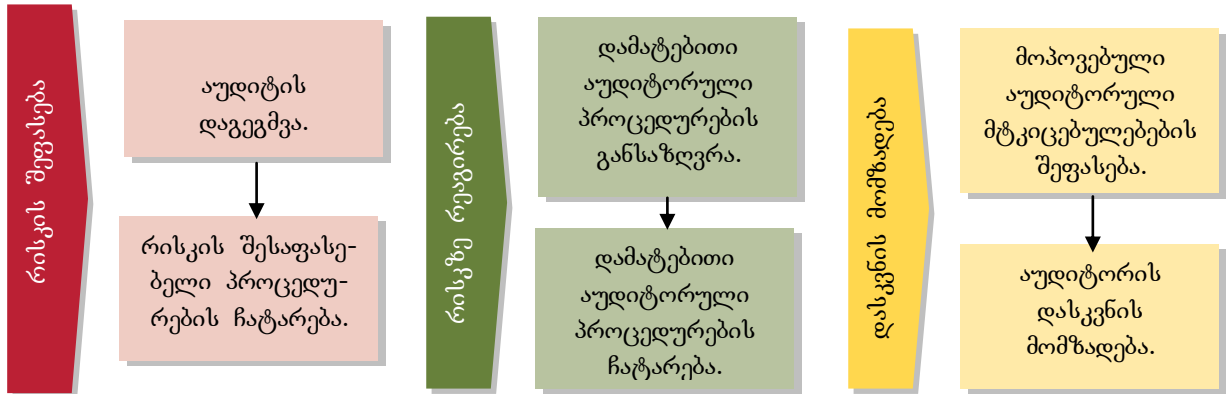 რისკის შეფასება
აუდიტის
დაგეგმვა.
რისკის შესაფასე-
ბელი პროცედუ-
რების ჩატარება.
რისკზე რეაგირება
დამატებითი
აუდიტორული
პროცედურების
განსაზღვრა.
დამატებითი
აუდიტორული
პროცედურების
ჩატარება.
დასკვნის მომზადება
მოპოვებული
აუდიტორული
მტკიცებულებების
შეფასება.
აუდიტორის
დასკვნის
მომზადება.